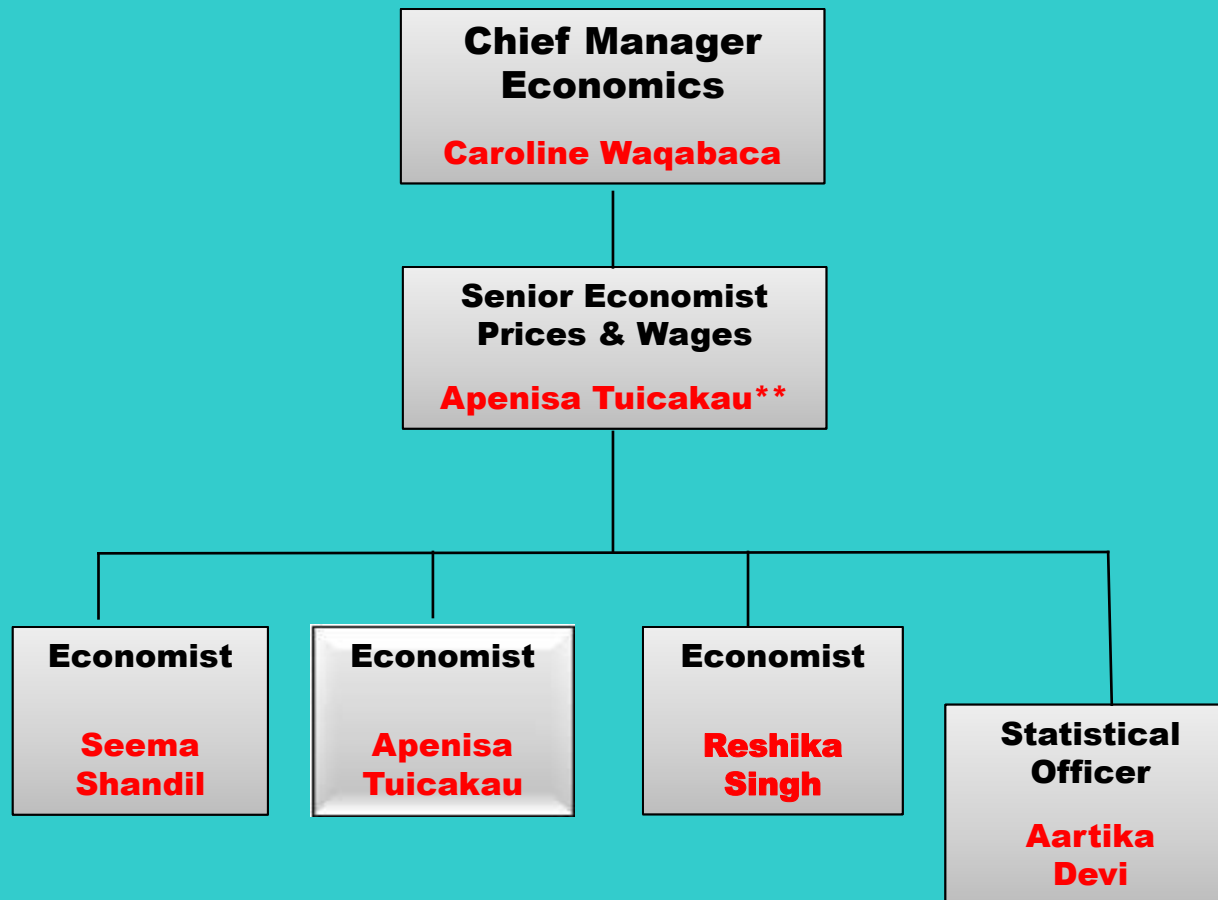 Chief Manager
Economics
Caroline Waqabaca
Senior Economist
Prices & Wages
Apenisa Tuicakau**
Economist
Seema
Shandil
Economist
Apenisa
Tuicakau
Economist
Reshika
Singh
Statistical
Officer
Aartika
Devi